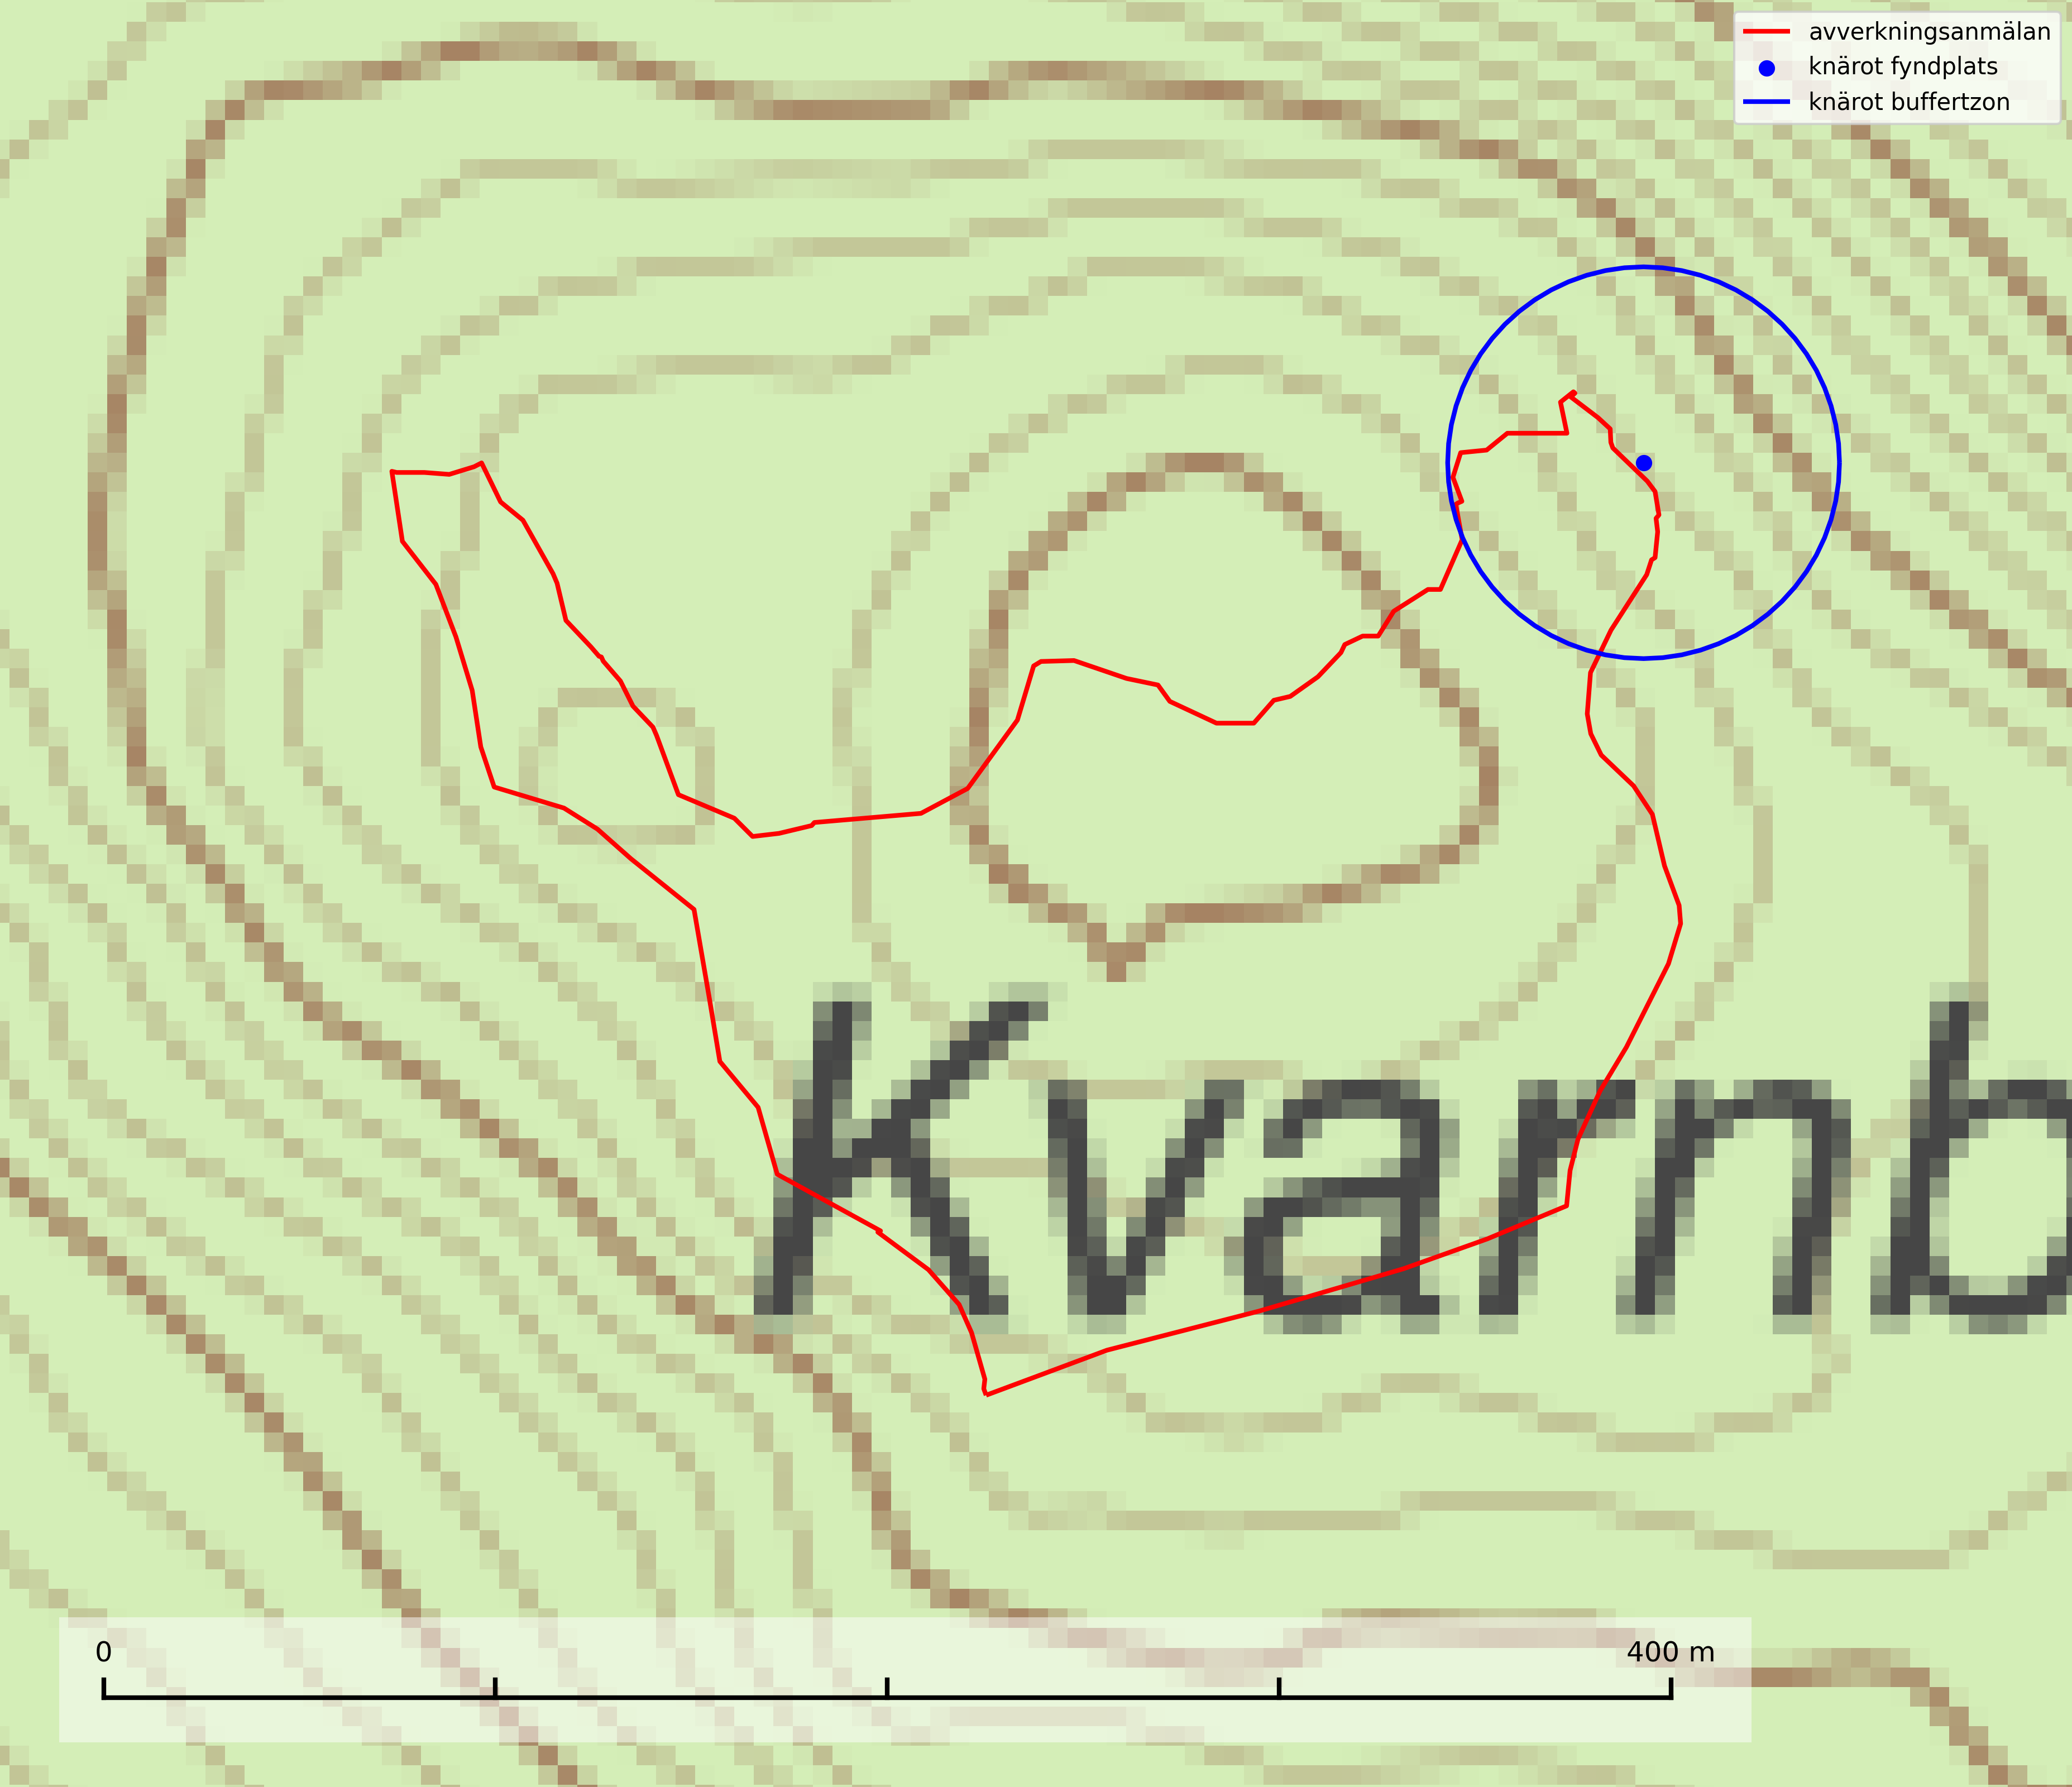 avverkningsanmälan
knärot fyndplats
knärot buffertzon
Kvarnb
0 400 m